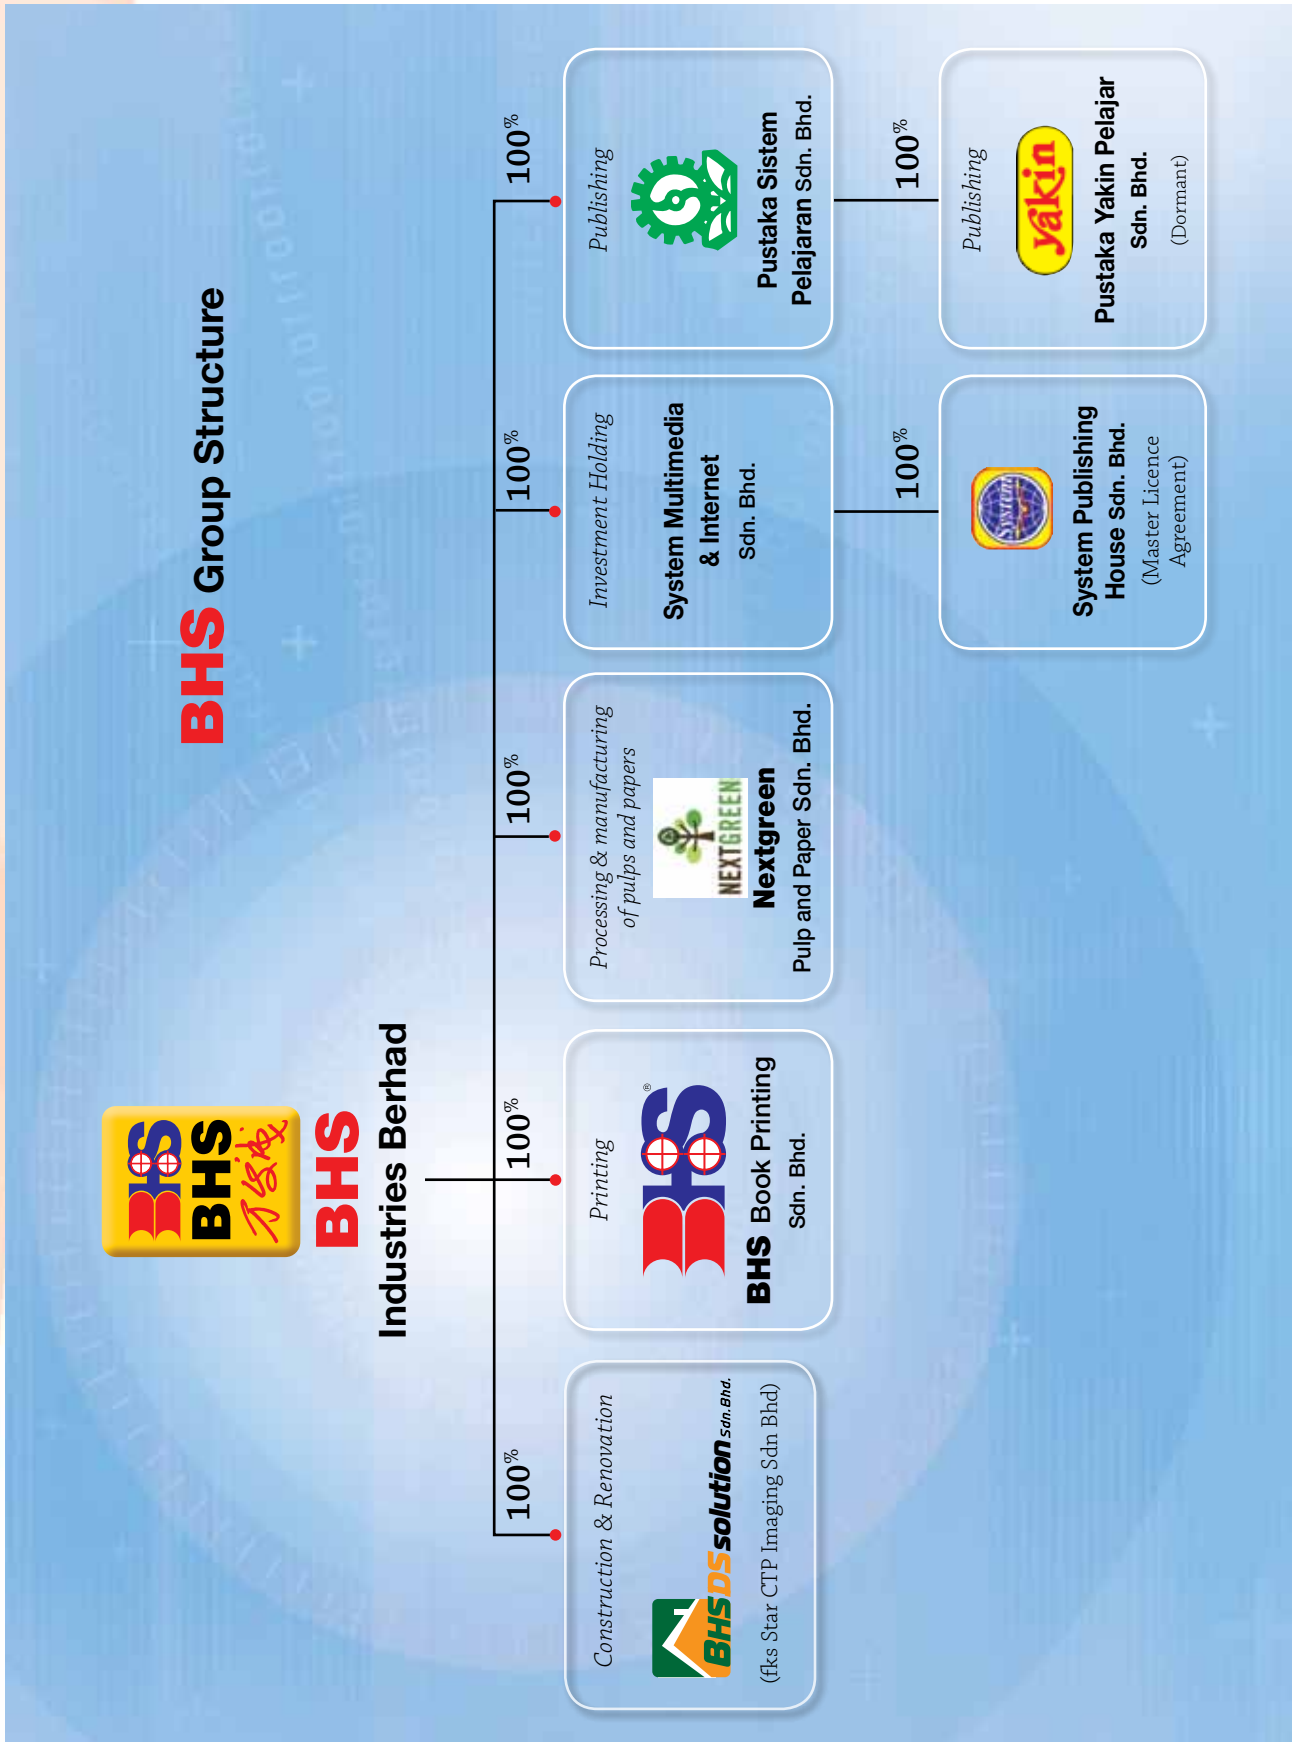 BHS Group Structure
BHS
BHS
Industries Berhad
100%
Construction & Renovation
BHSDSsolution Sdn.Bhd.
(fks Star CTP Imaging Sdn Bhd)
100%
Printing
BHS®
BHS Book Printing
Sdn. Bhd.
100%
Processing & manufacturing
of pulps and papers
NEXTGREEN
Nextgreen
Pulp and Paper Sdn. Bhd.
100%
Investment Holding
System Multimedia
& Internet
Sdn. Bhd.
100%
Publishing
Pustaka Sistem
Pelajaran Sdn. Bhd.
100%
System
System Publishing
House Sdn. Bhd.
(Master Licence
Agreement)
100%
Publishing
yakin
Pustaka Yakin Pelajar
Sdn. Bhd.
(Dormant)